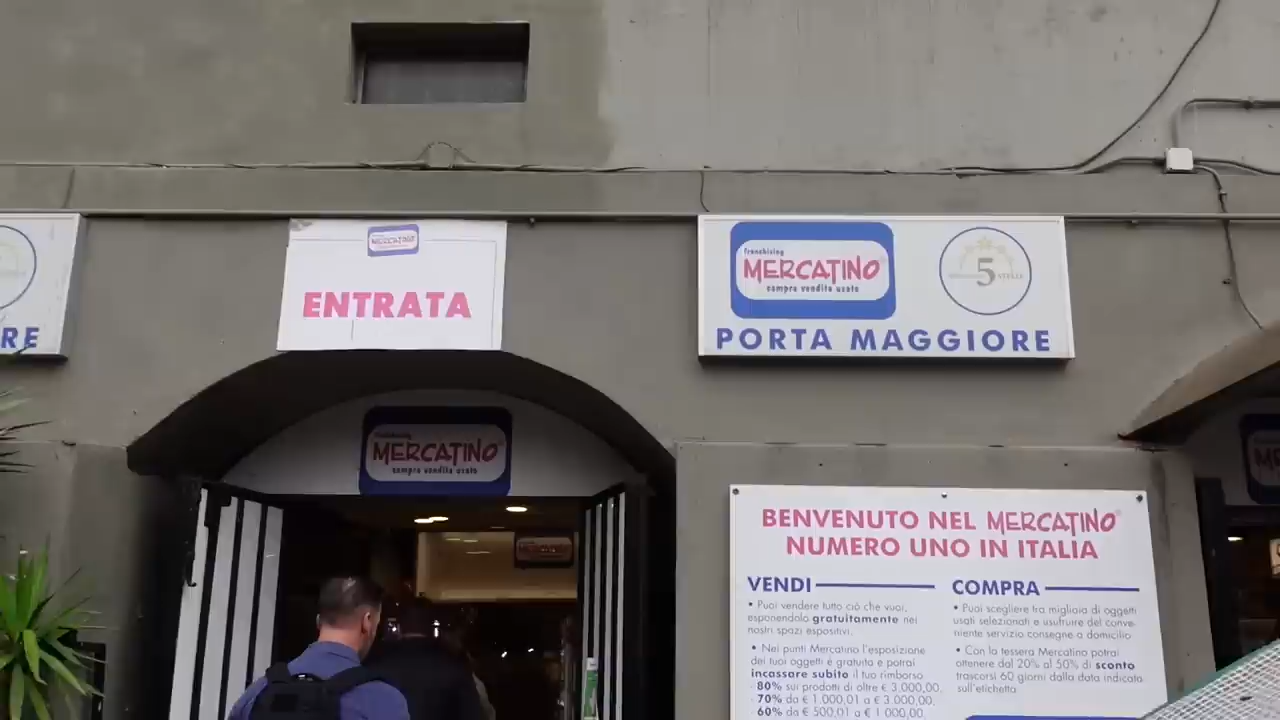 RE
MERCATINO
ENTRATA
franchising
MERCATINO
compra vendita usato
5
PORTA MAGGIORE
franchising
MERCATINO
compra vendita usato
BENVENUTO NEL MERCATINO
NUMERO UNO IN ITALIA
VENDI
• Puoi vendere tutto ciò che vuoi,
esponendolo gratuitamente nei
nostri spazi espositivi.
• Nei punti Mercatino l'esposizione
dei tuoi oggetti è gratuita e potrai
incassare subito il tuo rimborso
- 80% sui prodotti di oltre € 3.000,00,
- 70% da € 1.000,01 a € 3.000,00,
- 60% da € 500,01 a € 1.000,00,
COMPRA
• Puoi scegliere tra migliaia di oggetti
usati selezionati e usufruire del conve-
niente servizio consegne a domicilio.
• Con la tessera Mercatino potrai
ottenere dal 20% al 50% di sconto
trascorsi 60 giorni dalla data indicata
sull'etichetta.